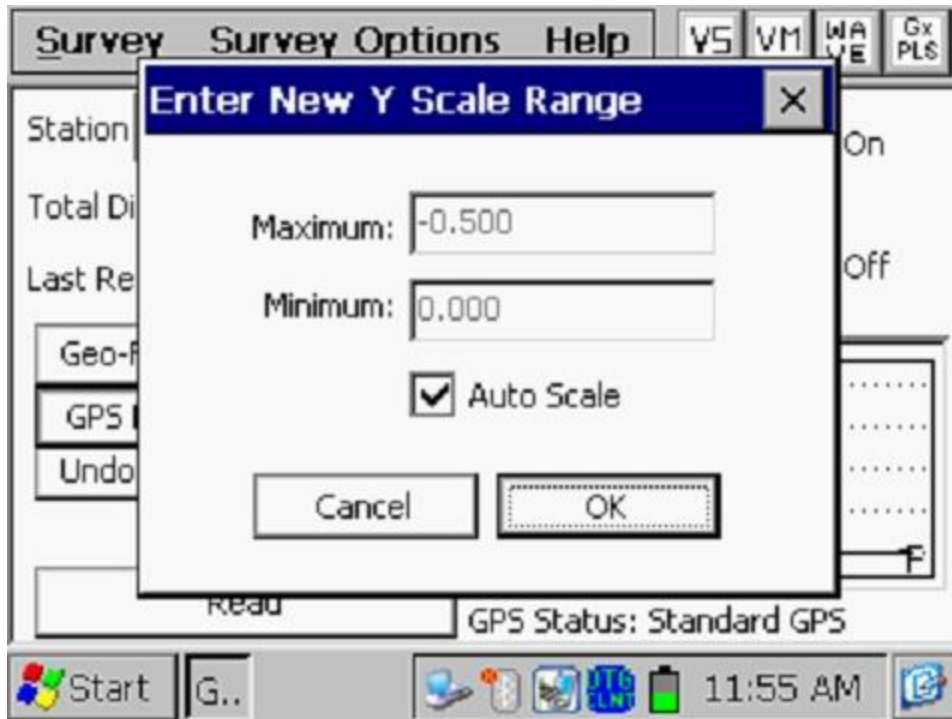 Survey Survey Options Help VS VM WA VE Gx PLS
Enter New Y Scale Range
Station On
Maximum: -0.500
Total Di
Off
Last Re
Minimum: 0.000
Geo-
Auto Scale
GPS
Undo
Cancel OK
Read
GPS Status: Standard GPS
Start G.. 11:55 AM